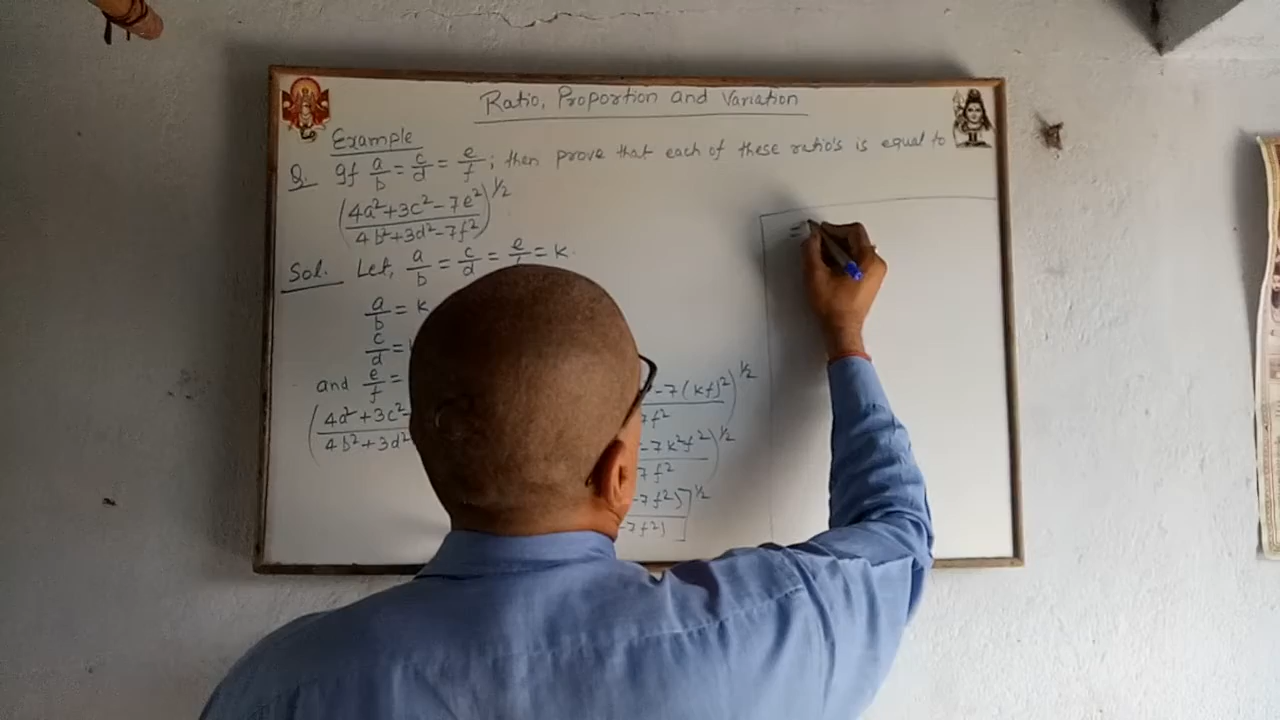 Ratio, Proportion and Variation
Example
Q. If a/b = c/d = e/f ; then prove that each of these ratio's is equal to
((4a²+3c²-7e²)/(4b²+3d²-7f²))^1/2
Sol. Let, a/b = c/d = e/ = k.
a/b = k
c/d =
and e/f =
(4a²+3c²- / 4b²+3d² -7(kf)²/7f²)^1/2
-7k²f²/7f²)^1/2
-7f²)/-7f²)]^1/2
=